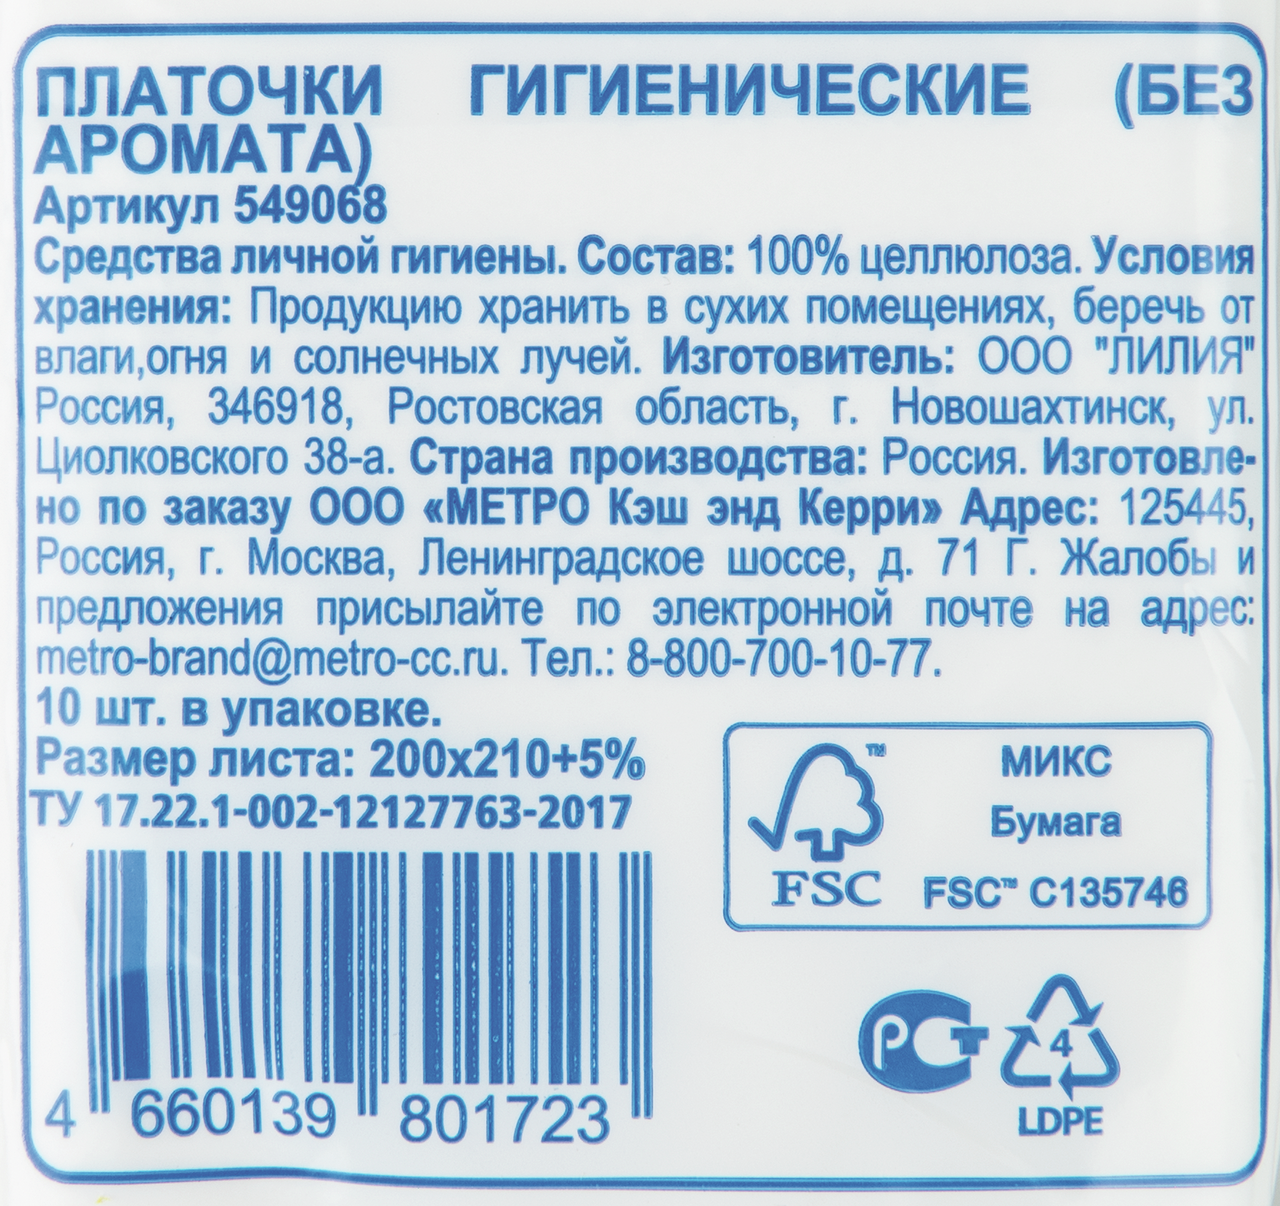 ПЛАТОЧКИ ГИГИЕНИЧЕСКИЕ (БЕЗ
АРОМАТА)
Артикул 549068
Средства личной гигиены. Состав: 100% целлюлоза. Условия
хранения: Продукцию хранить в сухих помещениях, беречь от
влаги,огня и солнечных лучей. Изготовитель: ООО "ЛИЛИЯ"
Россия, 346918, Ростовская область, г. Новошахтинск, ул.
Циолковского 38-а. Страна производства: Россия. Изготовле-
но по заказу ООО «МЕТРО Кэш энд Керри» Адрес: 125445,
Россия, г. Москва, Ленинградское шоссе, д. 71 Г. Жалобы и
предложения присылайте по электронной почте на адрес:
metro-brand@metro-cc.ru. Тел.: 8-800-700-10-77.
10 шт. в упаковке.
Размер листа: 200х210+5%
ТУ 17.22.1-002-12127763-2017
4 660139 801723
TM
FSC
МИКС
Бумага
FSC™ C135746
РСТ
4
LDPE